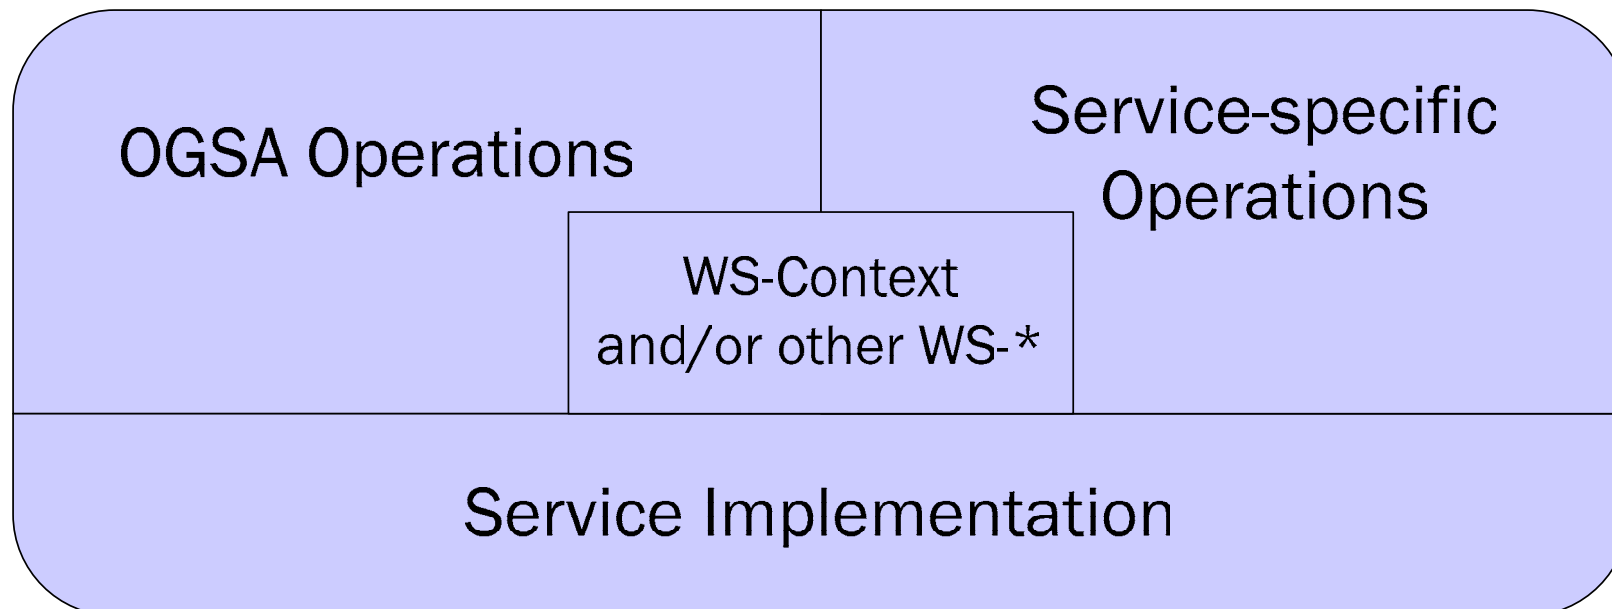 OGSA Operations
Service-specific
Operations
WS-Context
and/or other WS-*
Service Implementation